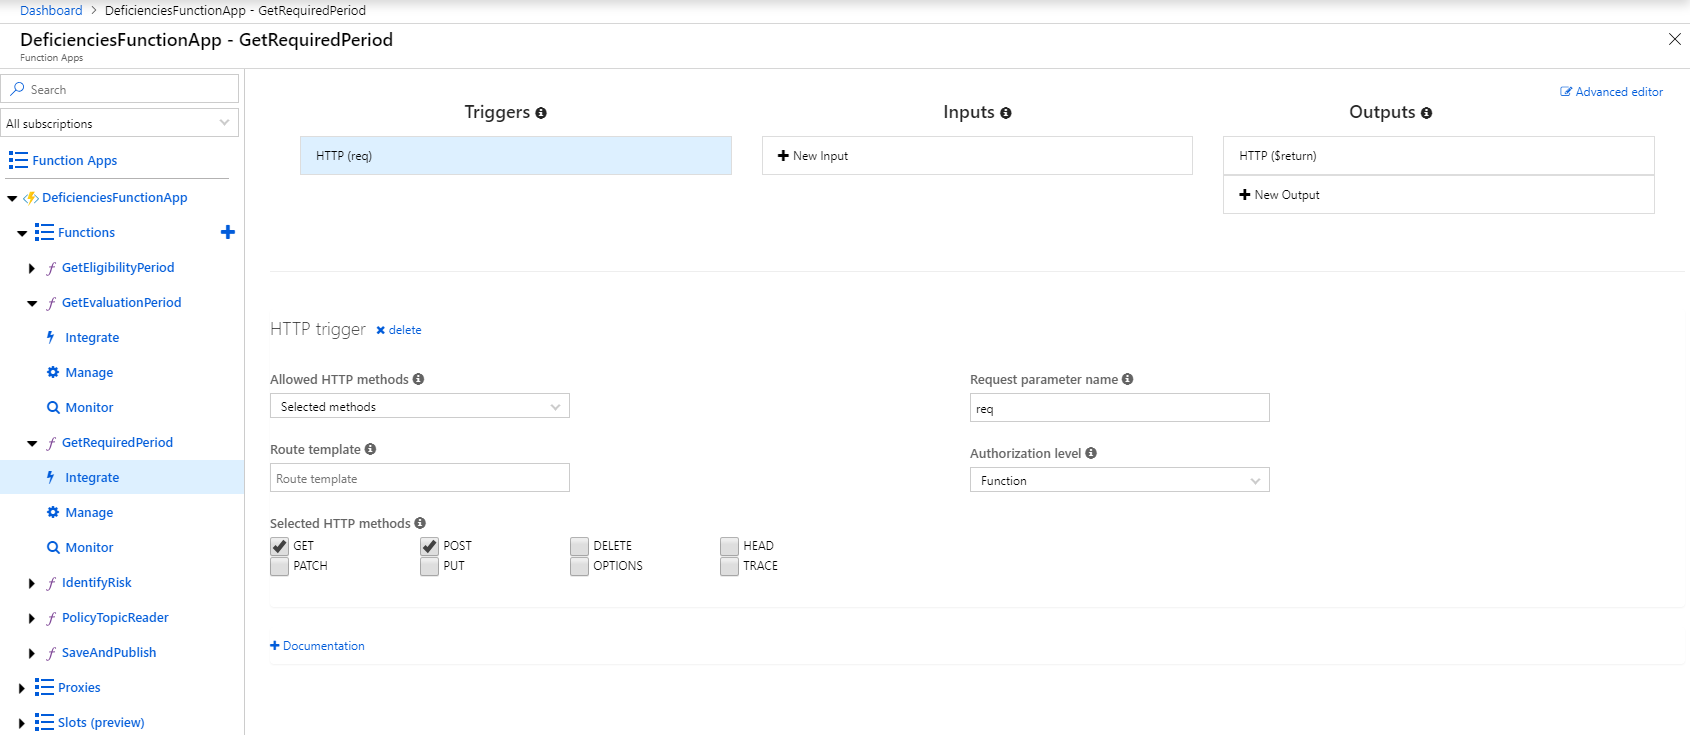 Dashboard > DeficienciesFunctionApp - GetRequiredPeriod
DeficienciesFunctionApp - GetRequiredPeriod
Function Apps
Search
All subscriptions
Function Apps
DeficienciesFunctionApp
Functions
GetEligibilityPeriod
GetEvaluationPeriod
Integrate
Manage
Monitor
GetRequiredPeriod
Integrate
Manage
Monitor
IdentifyRisk
PolicyTopicReader
SaveAndPublish
Proxies
Slots (preview)
Advanced editor
Triggers
HTTP (req)
Inputs
New Input
Outputs
HTTP ($return)
New Output
HTTP trigger delete
Allowed HTTP methods
Selected methods
Request parameter name
req
Route template
Route template
Authorization level
Function
Selected HTTP methods
GET POST DELETE HEAD
PATCH PUT OPTIONS TRACE
Documentation